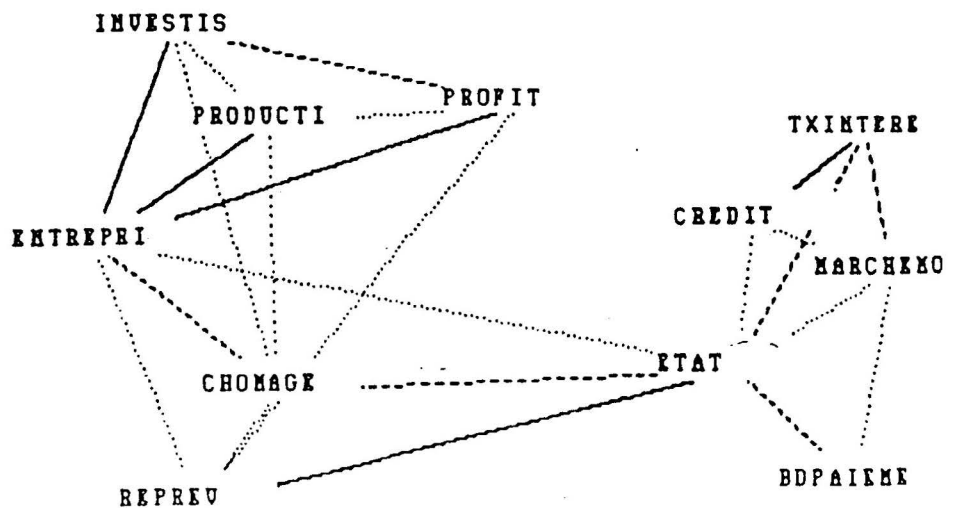 INVESTIS
PRODUCTI
PROFIT
TXINTERE
CREDIT
ENTREPRI
MARCHEMO
ETAT
CHOMAGE
BDPAIEME
REPREV